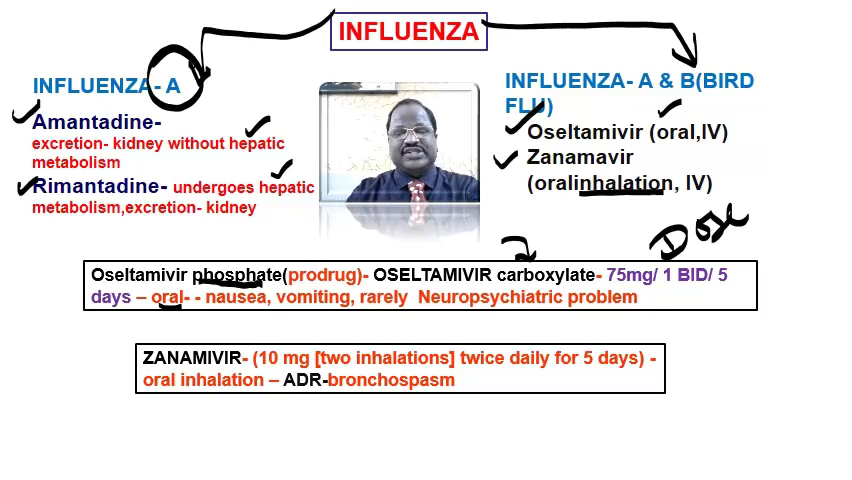 INFLUENZA
INFLUENZA- A
Amantadine-
excretion- kidney without hepatic
metabolism
Rimantadine- undergoes hepatic
metabolism,excretion- kidney
INFLUENZA- A & B(BIRD
FLU)
Oseltamivir (oral,IV)
Zanamavir
(oralinhalation, IV)
Dose
Oseltamivir phosphate(prodrug)- OSELTAMIVIR carboxylate- 75mg/ 1 BID/ 5
days – oral- - nausea, vomiting, rarely Neuropsychiatric problem
ZANAMIVIR- (10 mg [two inhalations] twice daily for 5 days) -
oral inhalation – ADR-bronchospasm